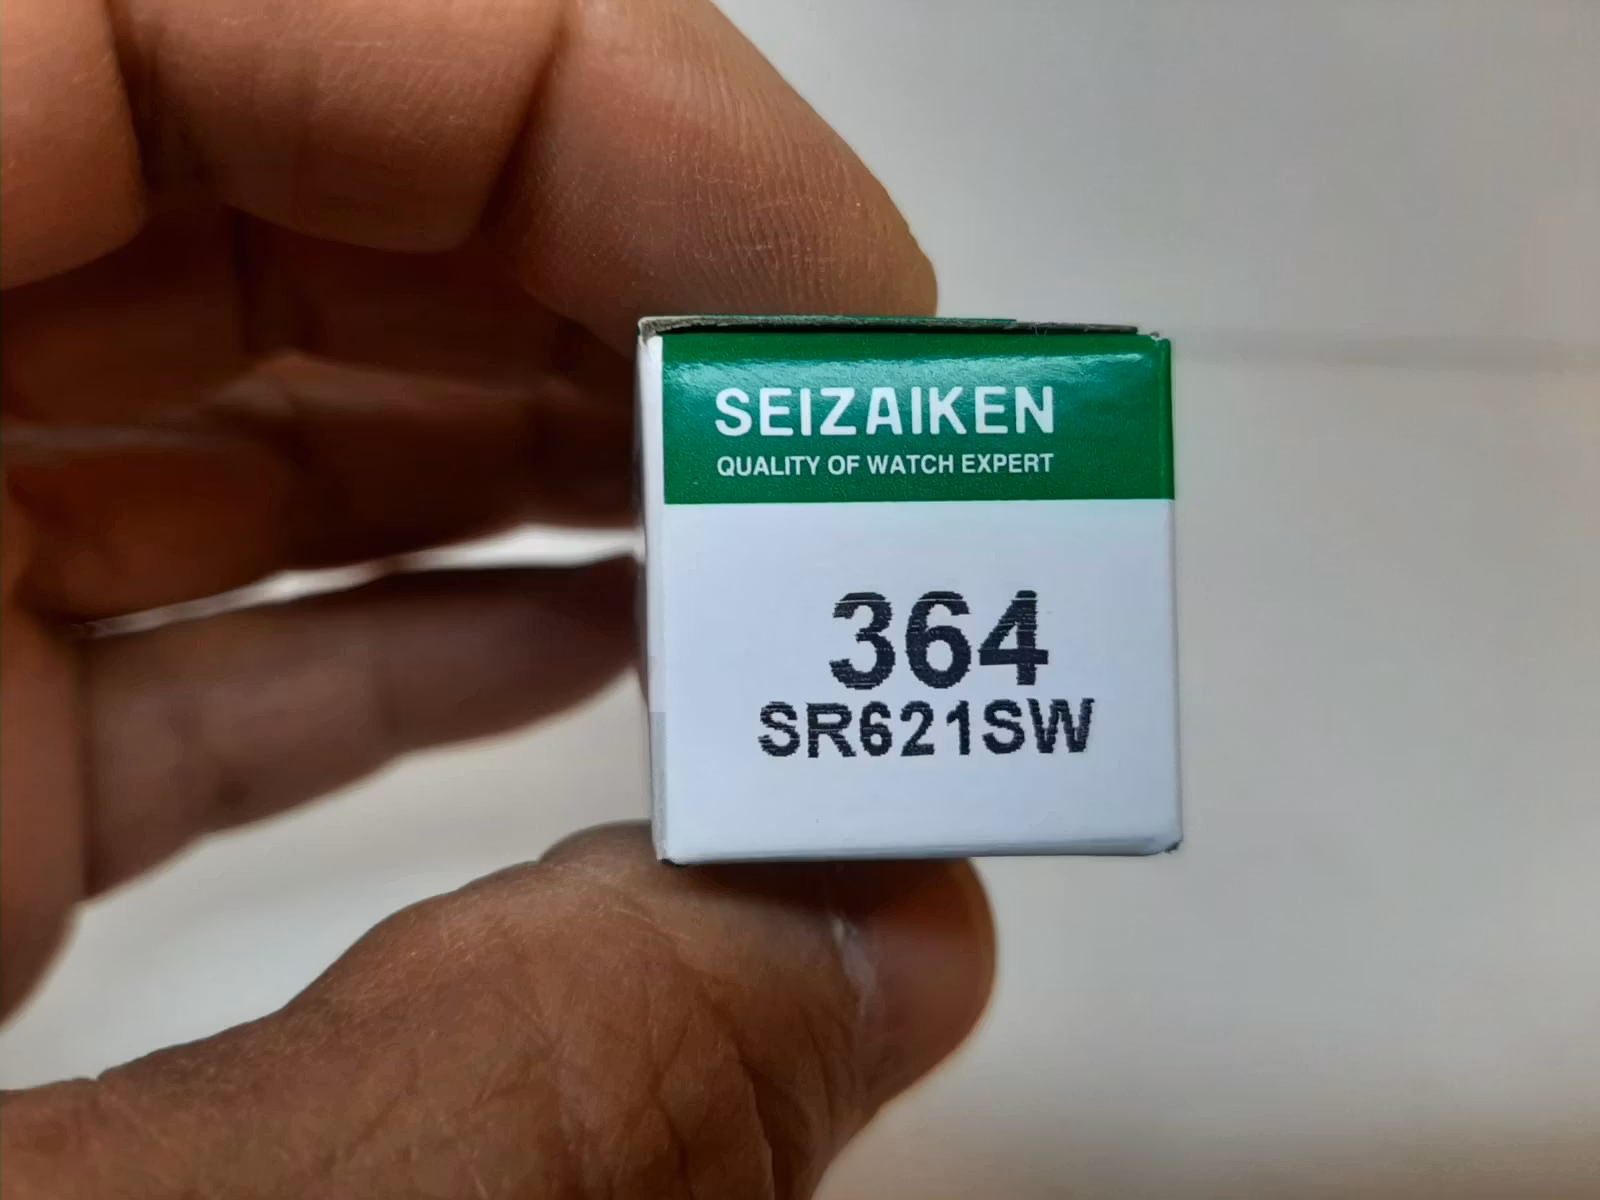 SEIZAIKEN
QUALITY OF WATCH EXPERT
364
SR621SW